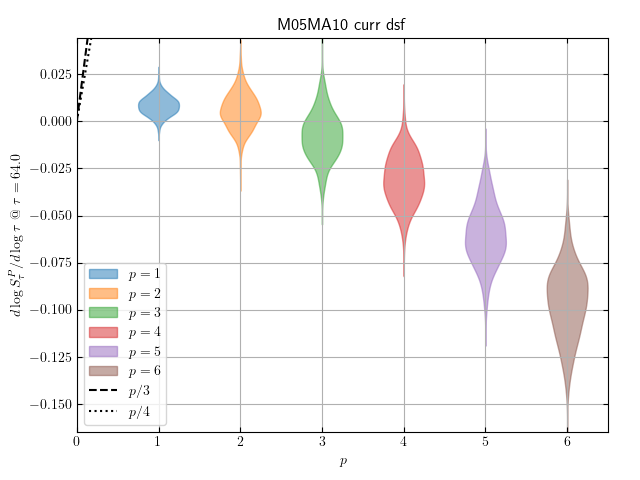 M05MA10 curr dsf
d log S_τ^P / d log τ @ τ = 64.0
0.025
0.000
−0.025
−0.050
−0.075
−0.100
−0.125
−0.150
p = 1
p = 2
p = 3
p = 4
p = 5
p = 6
p/3
p/4
0 1 2 3 4 5 6
p